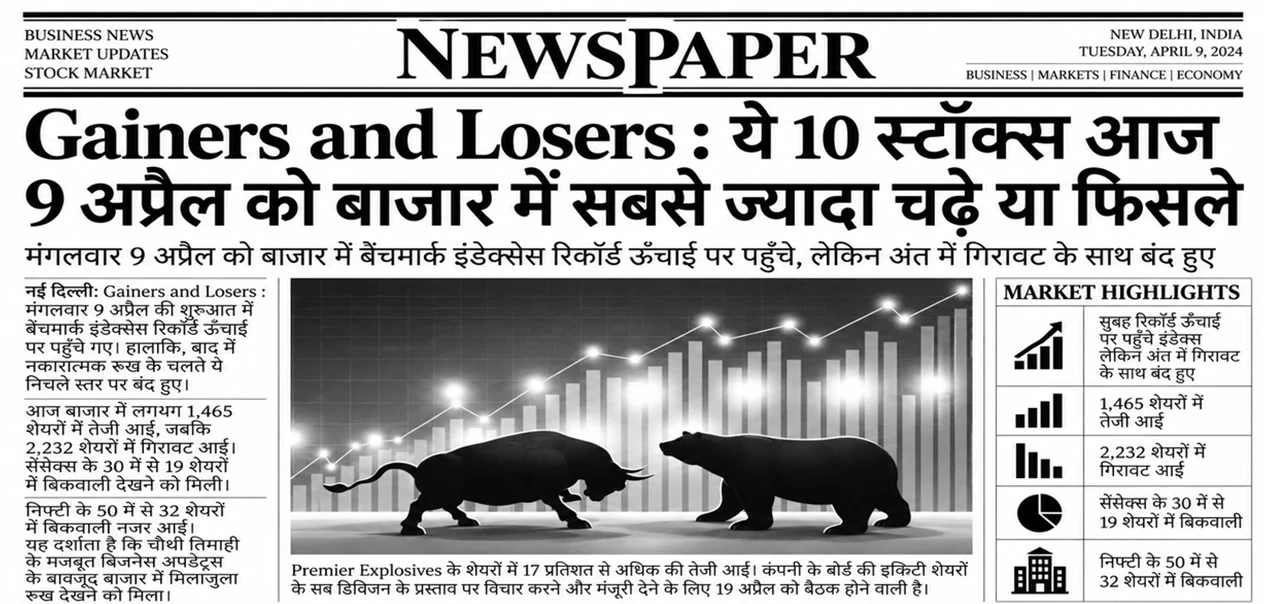 BUSINESS NEWS
MARKET UPDATES
STOCK MARKET
NEWSPAPER
NEW DELHI, INDIA
TUESDAY, APRIL 9, 2024
BUSINESS | MARKETS | FINANCE | ECONOMY
Gainers and Losers : ये 10 स्टॉक्स आज
9 अप्रैल को बाजार में सबसे ज्यादा चढ़े या फिसले
मंगलवार 9 अप्रैल को बाजार में बैंचमार्क इंडेक्सेस रिकॉर्ड ऊँचाई पर पहुँचे, लेकिन अंत में गिरावट के साथ बंद हुए
नई दिल्ली: Gainers and Losers :
मंगलवार 9 अप्रैल की शुरुआत में
बेंचमार्क इंडेक्सेस रिकॉर्ड ऊँचाई
पर पहुँचे गए। हालाकि, बाद में
नकारात्मक रूख के चलते ये
निचले स्तर पर बंद हुए।
आज बाजार में लगयग 1,465
शेयरों में तेजी आई, जबकि
2,232 शेयरों में गिरावट आई।
सेंसेक्स के 30 में से 19 शेयरों
में बिकवाली देखने को मिली।
निफ्टी के 50 में से 32 शेयरों
में बिकवाली नजर आई।
यह दर्शाता है कि चौथी तिमाही
के मजबूत बिजनेस अपडेट्स
के बावजूद बाजार में मिलाजुला
रूख देखने को मिला।
Premier Explosives के शेयरों में 17 प्रतिशत से अधिक की तेजी आई। कंपनी के बोर्ड की इकिटी शेयरों
के सब डिविजन के प्रस्ताव पर विचार करने और मंजूरी देने के लिए 19 अप्रैल को बैठक होने वाली है।
MARKET HIGHLIGHTS
सुबह रिकॉर्ड ऊँचाई
पर पहुँचे इंडेक्स
लेकिन अंत में गिरावट
के साथ बंद हुए
1,465 शेयरों में
तेजी आई
2,232 शेयरों में
गिरावट आई
सेंसेक्स के 30 में से
19 शेयरों में बिकवाली
निफ्टी के 50 में से
32 शेयरों में बिकवाली